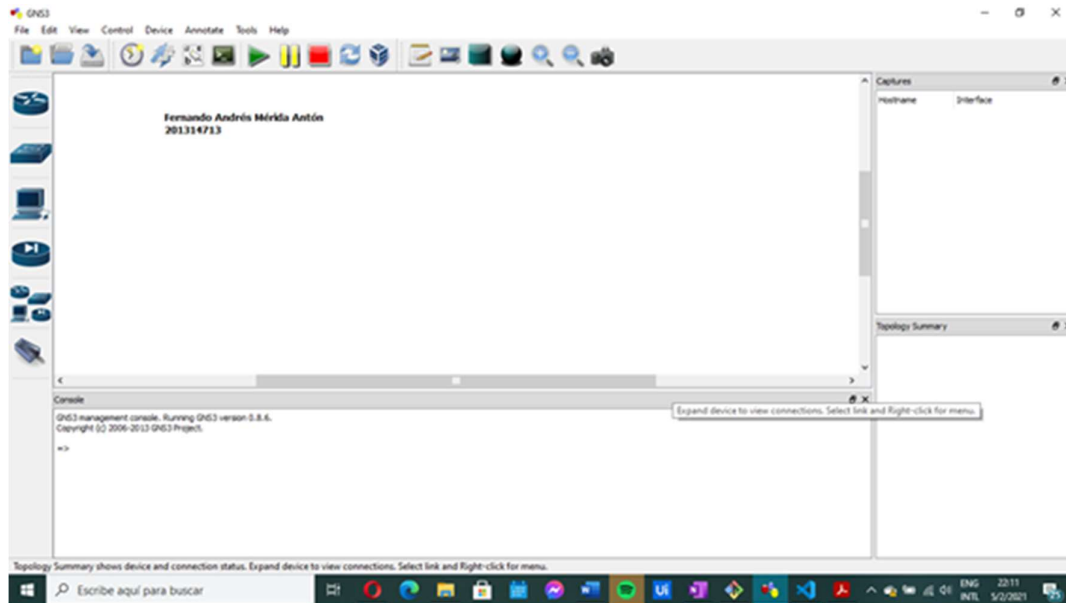 GNS3
File Edit View Control Device Annotate Tools Help
Fernando Andrés Mérida Antón
201314713
Captures
Hostname Interface
Topology Summary
Console
GNS3 management console. Running GNS3 version 0.8.6.
Copyright (c) 2006-2013 GNS3 Project.
=>
Expand device to view connections. Select link and Right-click for menu.
Topology Summary shows device and connection status. Expand device to view connections. Select link and Right-click for menu.
Escribe aquí para buscar
Ui
ENG 22:11
INTL 5/2/2021
25